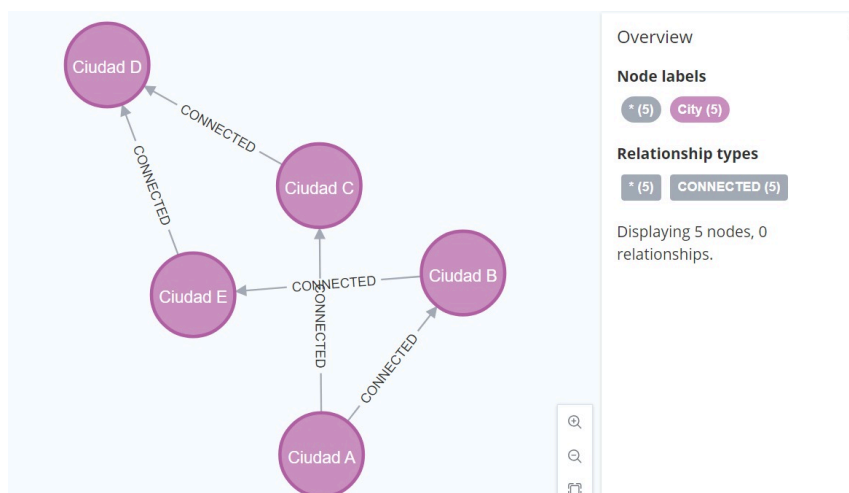 Ciudad D
CONNECTED
CONNECTED
Ciudad C
Ciudad E
CONNECTED
Ciudad B
CONNECTED
CONNECTED
Ciudad A
Overview
Node labels
* (5) City (5)
Relationship types
* (5) CONNECTED (5)
Displaying 5 nodes, 0
relationships.